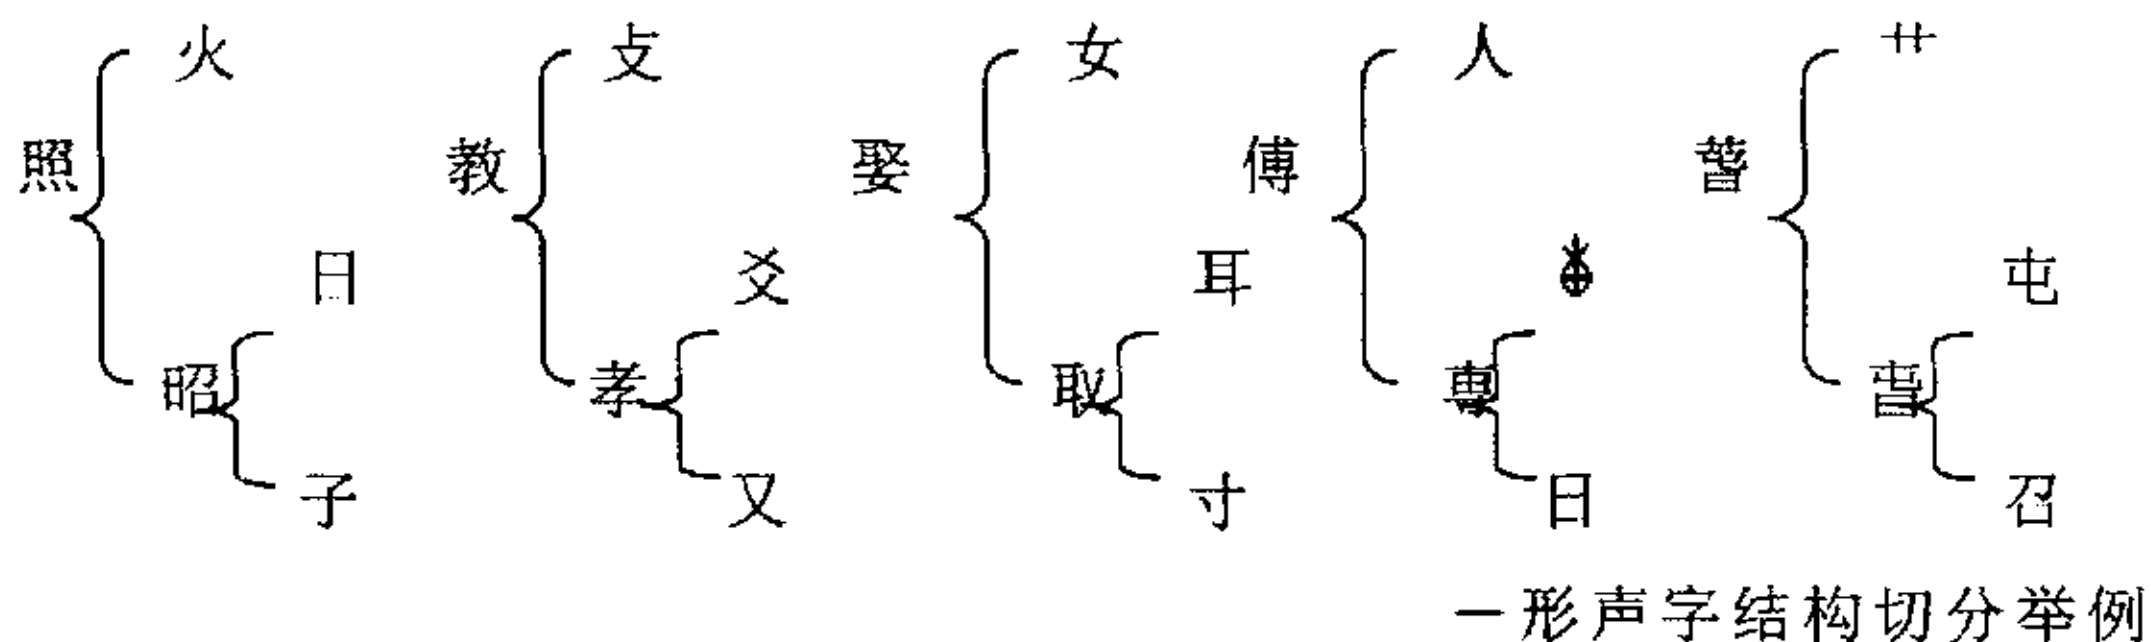 火 攴 女 人 艹
照 教 娶 傅 萅
日 爻 耳 屯
昭 孝 取 尃
子 又 寸 日 召
一形声字结构切分举例